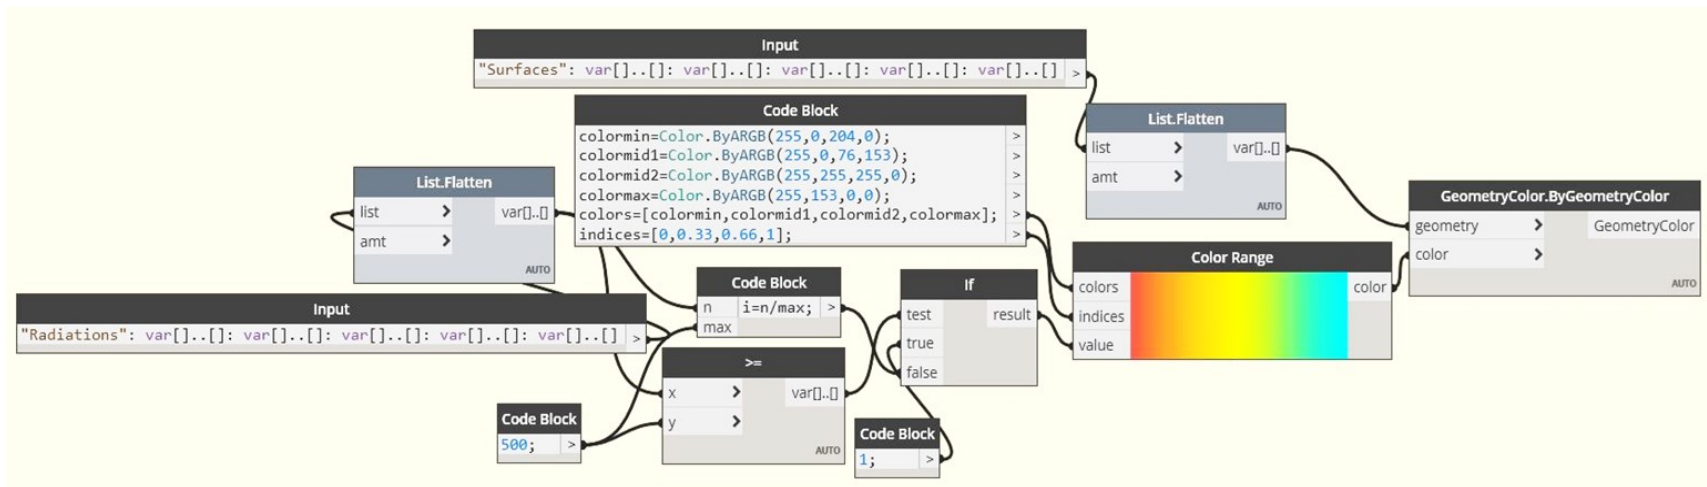 Input
"Surfaces": var[]..[]: var[]..[]: var[]..[]: var[]..[]: var[]..[] >
Code Block
colormin=Color.ByARGB(255,0,204,0); >
colormid1=Color.ByARGB(255,0,76,153); >
colormid2=Color.ByARGB(255,255,255,0); >
colormax=Color.ByARGB(255,153,0,0); >
colors=[colormin,colormid1,colormid2,colormax]; >
indices=[0,0.33,0.66,1]; >
List.Flatten
list > var[]..[]
amt >
AUTO
List.Flatten
list > var[]..[]
amt >
AUTO
GeometryColor.ByGeometryColor
geometry > GeometryColor
color >
AUTO
Color Range
colors color
indices
value
Input
"Radiations": var[]..[]: var[]..[]: var[]..[]: var[]..[]: var[]..[] >
Code Block
n i=n/max; >
max
If
test result
true
false
>=
x > var[]..[]
y >
AUTO
Code Block
500; >
Code Block
1; >